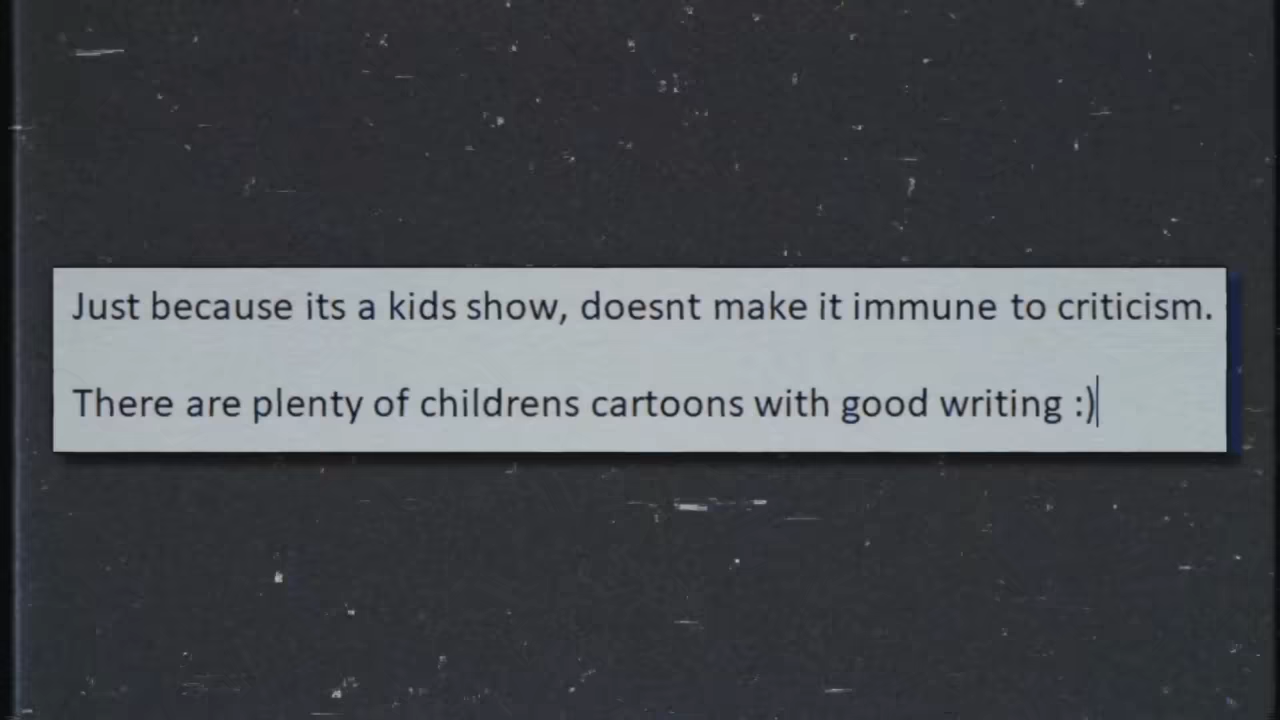 Just because its a kids show, doesnt make it immune to criticism.
There are plenty of childrens cartoons with good writing :)